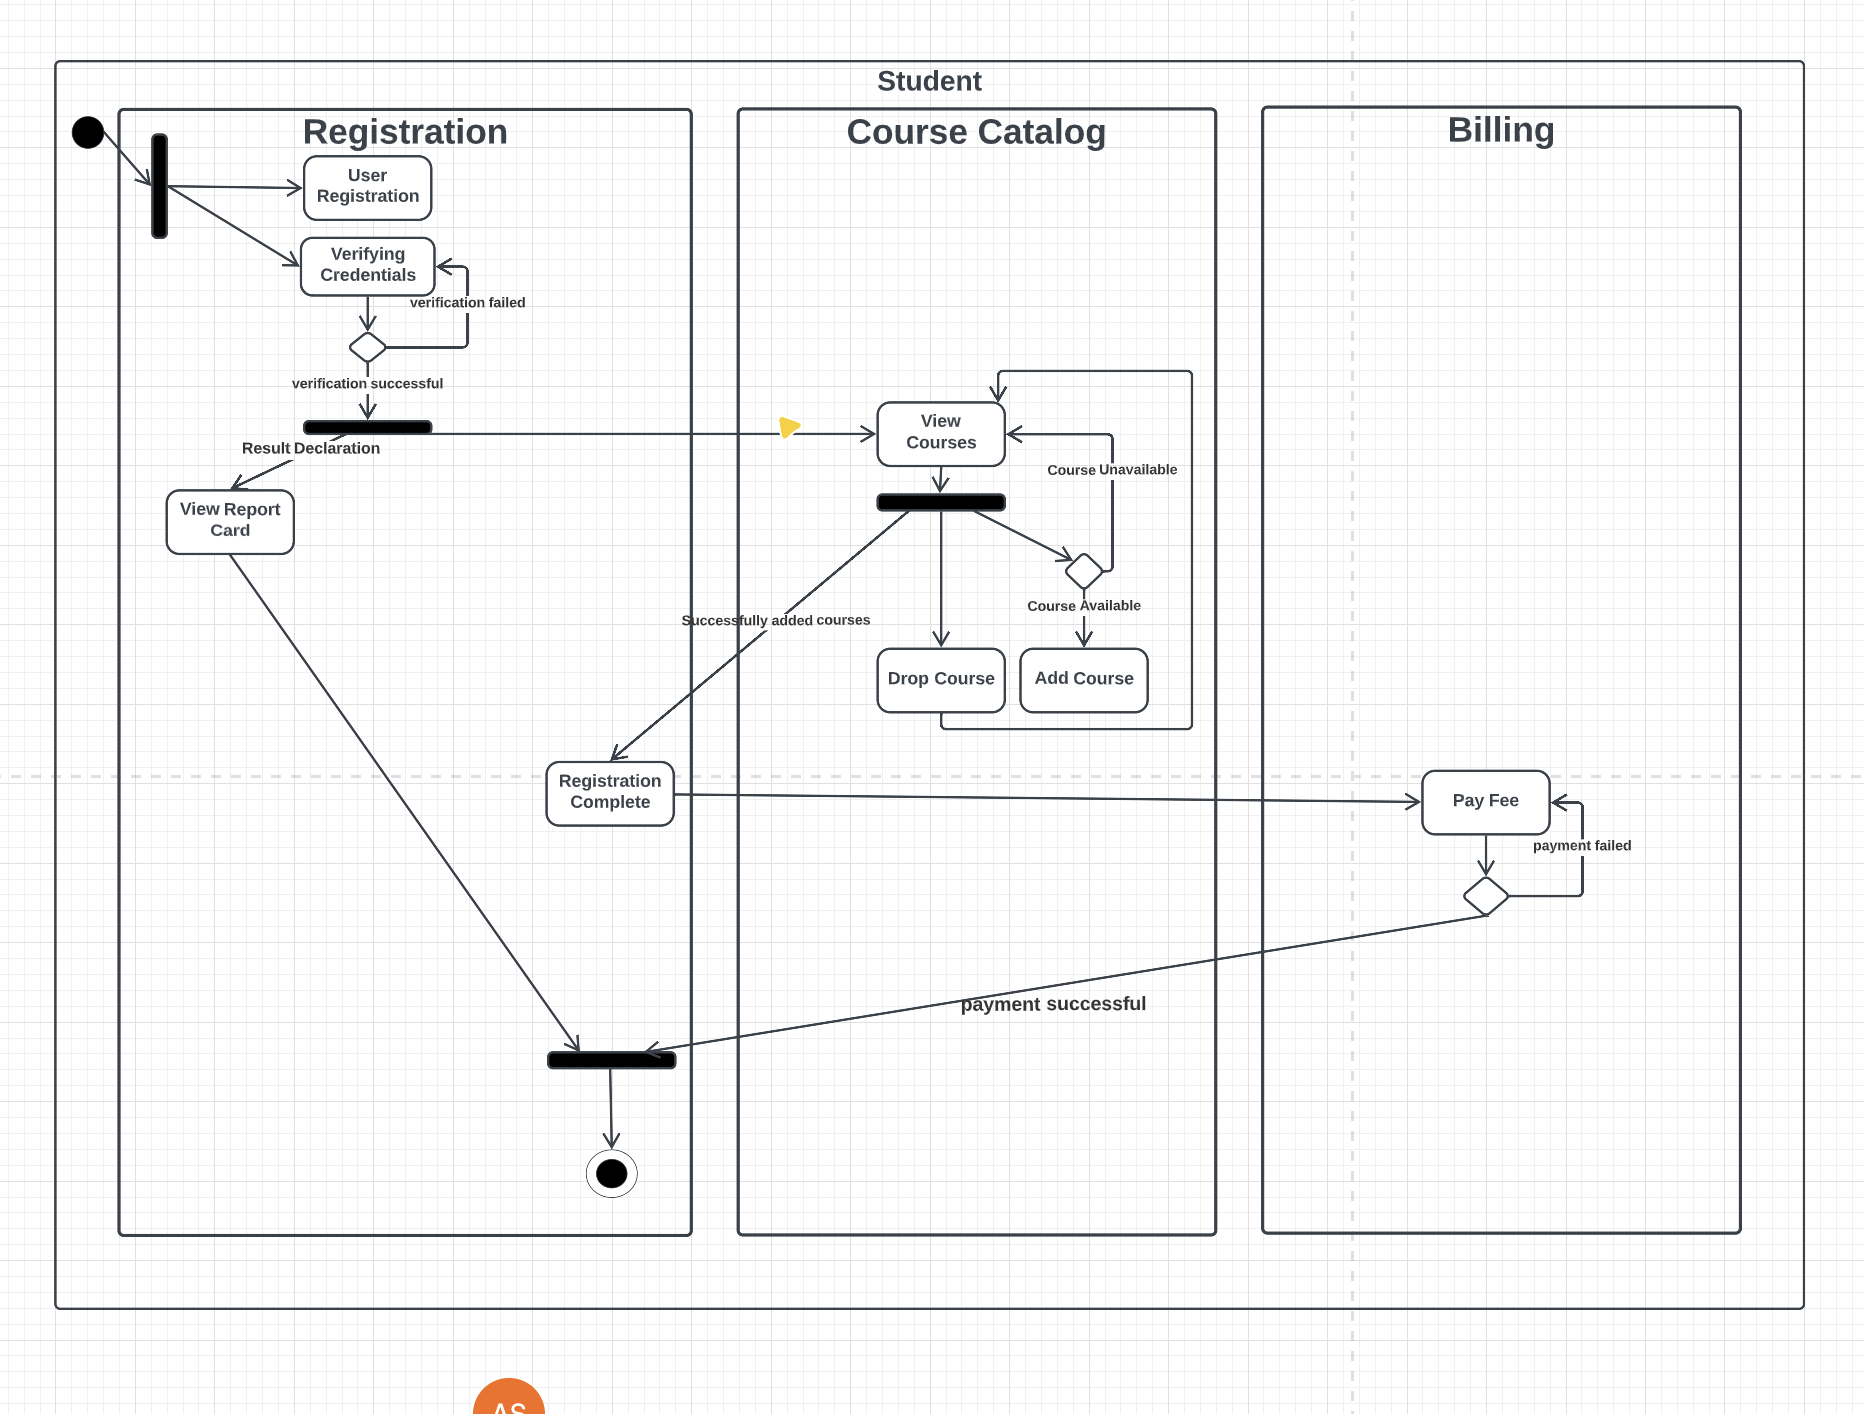 Student
Registration
Course Catalog
Billing
User
Registration
Verifying
Credentials
verification failed
verification successful
Result Declaration
View Report
Card
View
Courses
Course Unavailable
Course Available
Successfully added courses
Drop Course
Add Course
Registration
Complete
Pay Fee
payment failed
payment successful
AS